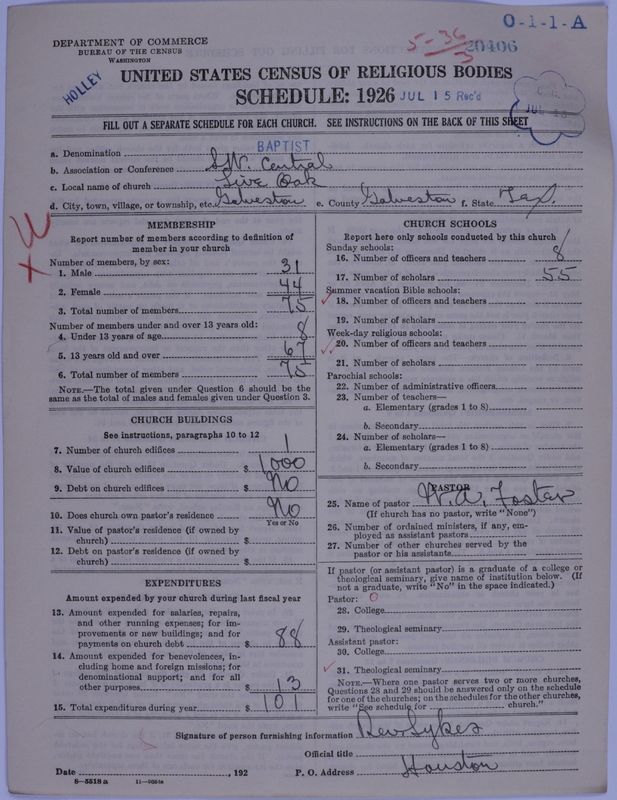 O-1-1-A
DEPARTMENT OF COMMERCE
BUREAU OF THE CENSUS
WASHINGTON
5-36/3
20406
HOLLEY
UNITED STATES CENSUS OF RELIGIOUS BODIES
SCHEDULE: 1926 JUL 15 Rec'd
FILL OUT A SEPARATE SCHEDULE FOR EACH CHURCH. SEE INSTRUCTIONS ON THE BACK OF THIS SHEET
a. Denomination BAPTIST
b. Association or Conference S.W. Central
c. Local name of church Live Oak
d. City, town, village, or township, etc. Galveston e. County Galveston f. State Tex.
MEMBERSHIP
Report number of members according to definition of
member in your church
Number of members, by sex:
1. Male 31
2. Female 44
3. Total number of members 75
Number of members under and over 13 years old:
4. Under 13 years of age 8
5. 13 years old and over 67
6. Total number of members 75
NOTE.—The total given under Question 6 should be the
same as the total of males and females given under Question 3.
CHURCH BUILDINGS
See instructions, paragraphs 10 to 12
7. Number of church edifices 1
8. Value of church edifices $ 1000
9. Debt on church edifices $ No
10. Does church own pastor's residence No
Yes or No
11. Value of pastor's residence (if owned by
church) $
12. Debt on pastor's residence (if owned by
church) $
EXPENDITURES
Amount expended by your church during last fiscal year
13. Amount expended for salaries, repairs,
and other running expenses; for im-
provements or new buildings; and for
payments on church debt $ 88
14. Amount expended for benevolences, in-
cluding home and foreign missions; for
denominational support; and for all
other purposes $ 13
15. Total expenditures during year $ 101
CHURCH SCHOOLS
Report here only schools conducted by this church
Sunday schools:
16. Number of officers and teachers 8
17. Number of scholars 55
Summer vacation Bible schools:
18. Number of officers and teachers
19. Number of scholars
Week-day religious schools:
20. Number of officers and teachers
21. Number of scholars
Parochial schools:
22. Number of administrative officers
23. Number of teachers—
a. Elementary (grades 1 to 8)
b. Secondary
24. Number of scholars—
a. Elementary (grades 1 to 8)
b. Secondary
PASTOR
25. Name of pastor W. A. Foster
(If church has no pastor, write "None")
26. Number of ordained ministers, if any, em-
ployed as assistant pastors
27. Number of other churches served by the
pastor or his assistants
If pastor (or assistant pastor) is a graduate of a college or
theological seminary, give name of institution below. (If
not a graduate, write "No" in the space indicated.)
Pastor: 0
28. College
29. Theological seminary
Assistant pastor:
30. College
31. Theological seminary
NOTE.—Where one pastor serves two or more churches,
Questions 28 and 29 should be answered only on the schedule
for one of the churches; on the schedules for the other churches,
write "See schedule for church."
Signature of person furnishing information Rev Sykes
Official title
Date , 192 P. O. Address Houston
8-5518 a